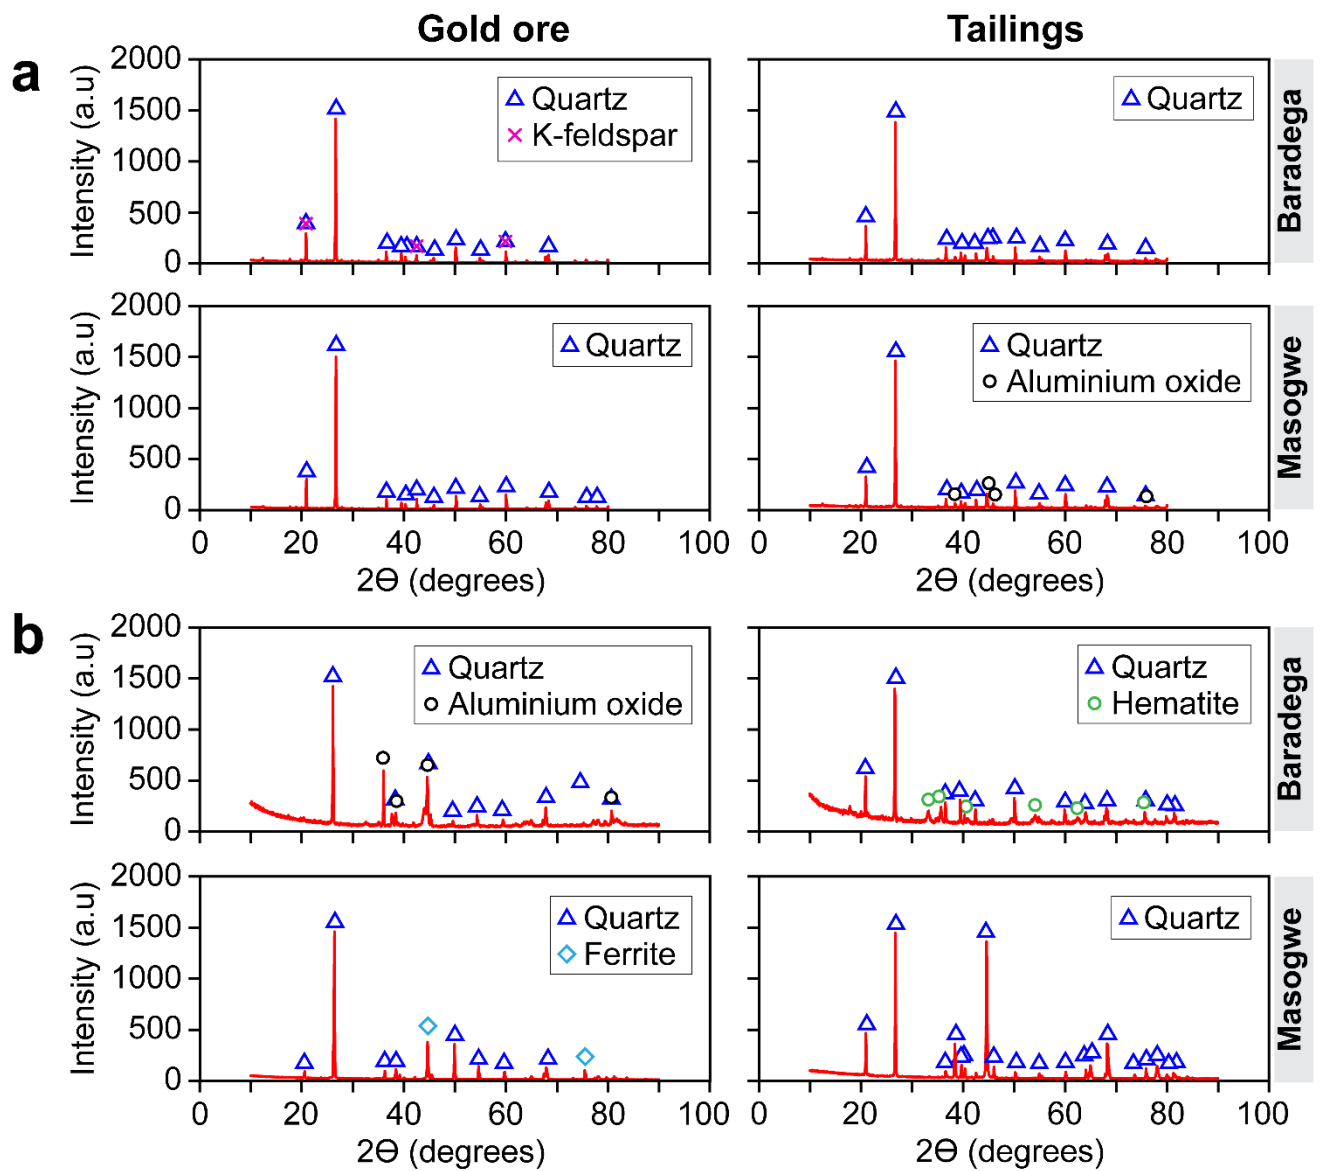 Gold ore
Tailings
a
Intensity (a.u)
2000
1500
1000
500
0
Quartz
K-feldspar
Quartz
Baradega
Intensity (a.u)
2000
1500
1000
500
0
Quartz
Quartz
Aluminium oxide
Masogwe
0 20 40 60 80 100
0 20 40 60 80 100
2Θ (degrees)
2Θ (degrees)
b
Intensity (a.u)
2000
1500
1000
500
0
Quartz
Aluminium oxide
Quartz
Hematite
Baradega
Intensity (a.u)
2000
1500
1000
500
0
Quartz
Ferrite
Quartz
Masogwe
0 20 40 60 80 100
0 20 40 60 80 100
2Θ (degrees)
2Θ (degrees)